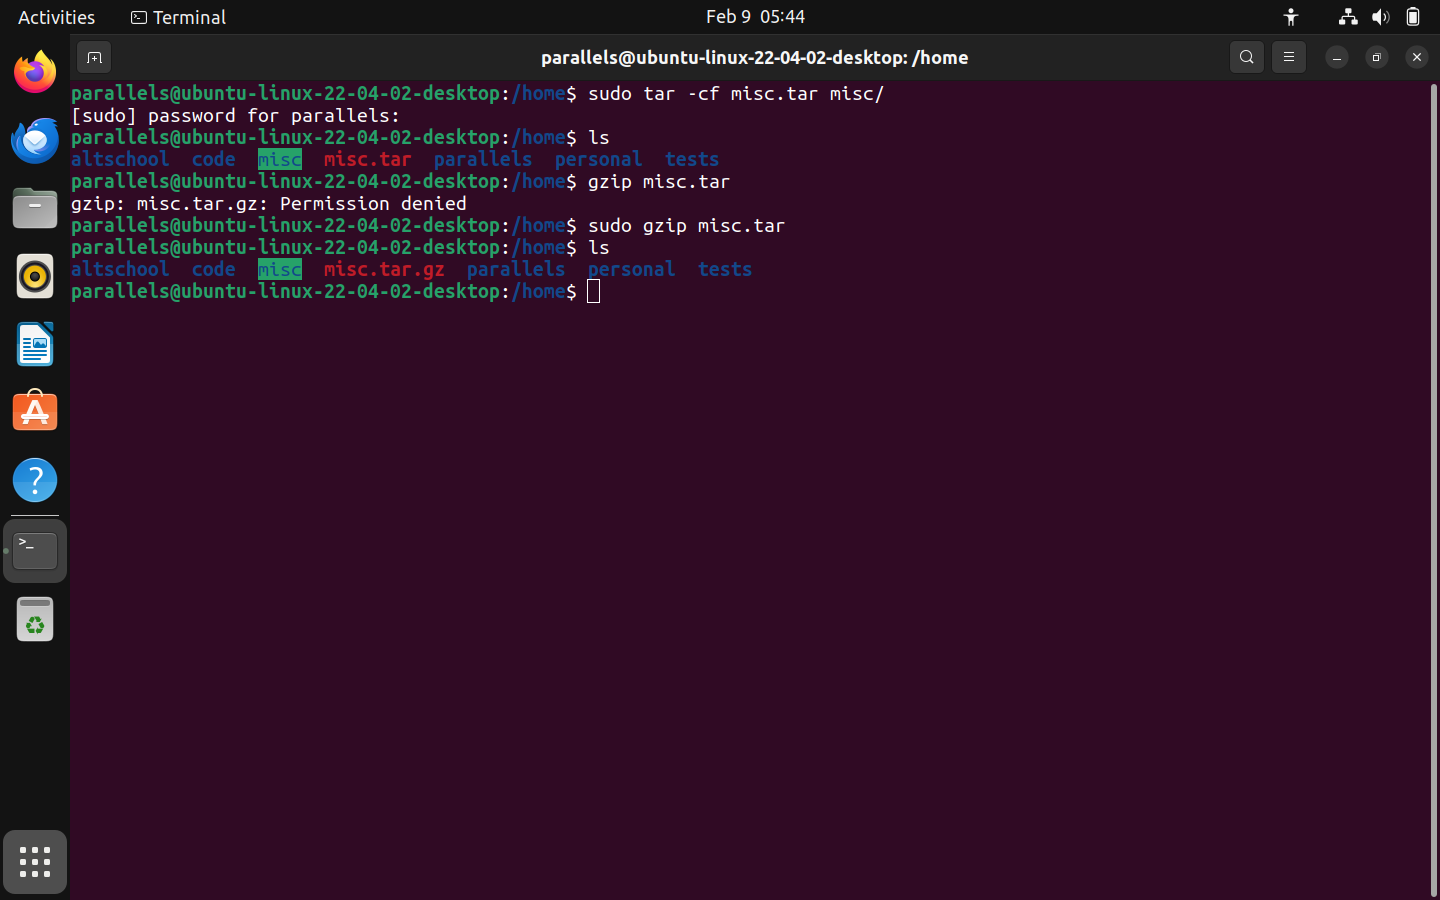 Activities Terminal Feb 9 05:44
parallels@ubuntu-linux-22-04-02-desktop: /home
parallels@ubuntu-linux-22-04-02-desktop:/home$ sudo tar -cf misc.tar misc/
[sudo] password for parallels:
parallels@ubuntu-linux-22-04-02-desktop:/home$ ls
altschool code misc misc.tar parallels personal tests
parallels@ubuntu-linux-22-04-02-desktop:/home$ gzip misc.tar
gzip: misc.tar.gz: Permission denied
parallels@ubuntu-linux-22-04-02-desktop:/home$ sudo gzip misc.tar
parallels@ubuntu-linux-22-04-02-desktop:/home$ ls
altschool code misc misc.tar.gz parallels personal tests
parallels@ubuntu-linux-22-04-02-desktop:/home$